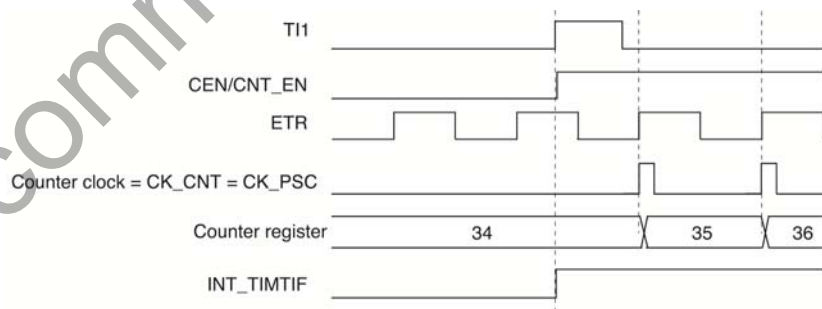 TI1
CEN/CNT_EN
ETR
Counter clock = CK_CNT = CK_PSC
Counter register 34 35 36
INT_TIMTIF